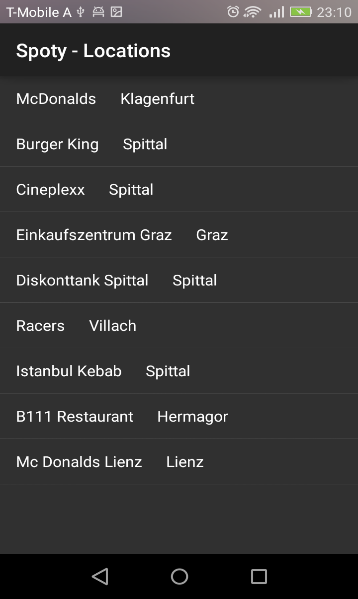 T-Mobile A 23:10
Spoty - Locations
McDonalds Klagenfurt
Burger King Spittal
Cineplexx Spittal
Einkaufszentrum Graz Graz
Diskonttank Spittal Spittal
Racers Villach
Istanbul Kebab Spittal
B111 Restaurant Hermagor
Mc Donalds Lienz Lienz